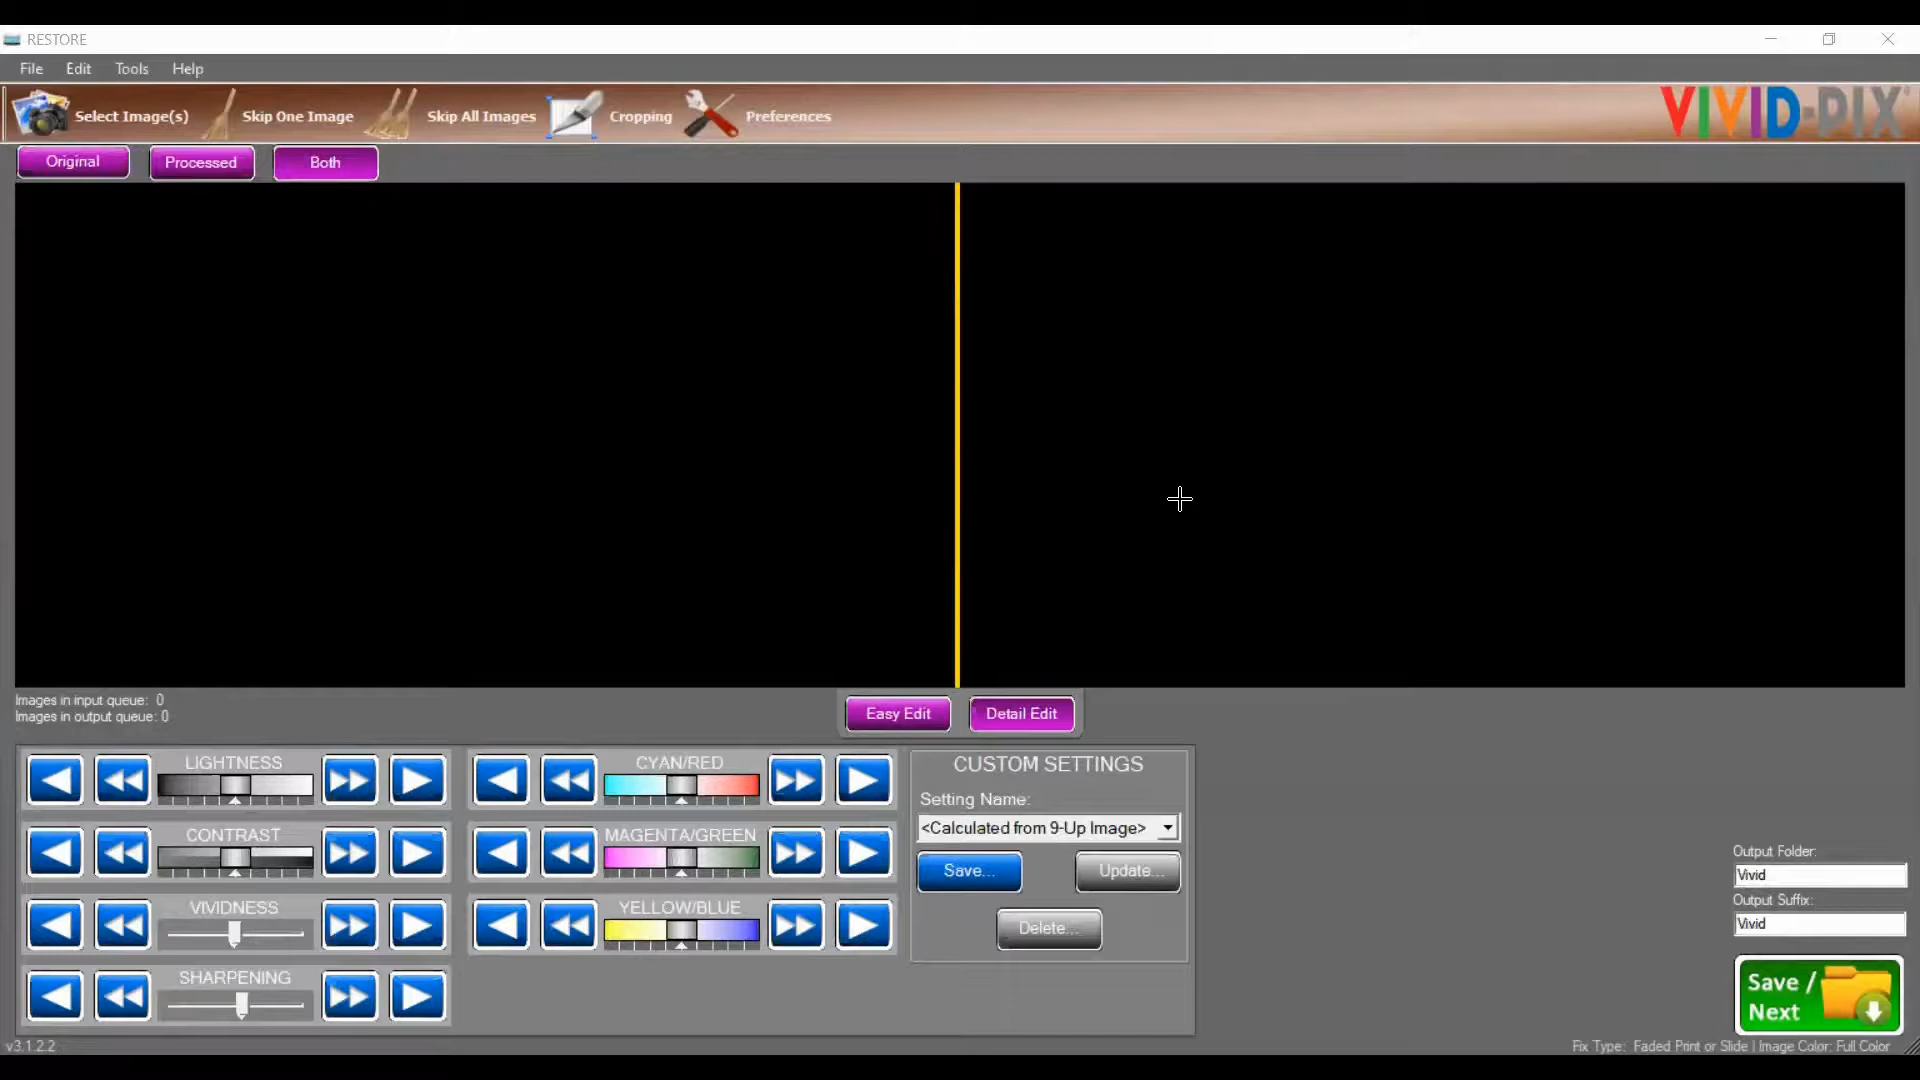 RESTORE
File Edit Tools Help
Select Image(s) Skip One Image Skip All Images Cropping Preferences
VIVID-PIX®
Original Processed Both
Images in input queue: 0
Images in output queue: 0
Easy Edit Detail Edit
LIGHTNESS
CONTRAST
VIVIDNESS
SHARPENING
CYAN/RED
MAGENTA/GREEN
YELLOW/BLUE
CUSTOM SETTINGS
Setting Name:
<Calculated from 9-Up Image>
Save... Update...
Delete...
Output Folder:
Vivid
Output Suffix:
Vivid
Save /
Next
v3.1.2.2
Fix Type: Faded Print or Slide | Image Color: Full Color